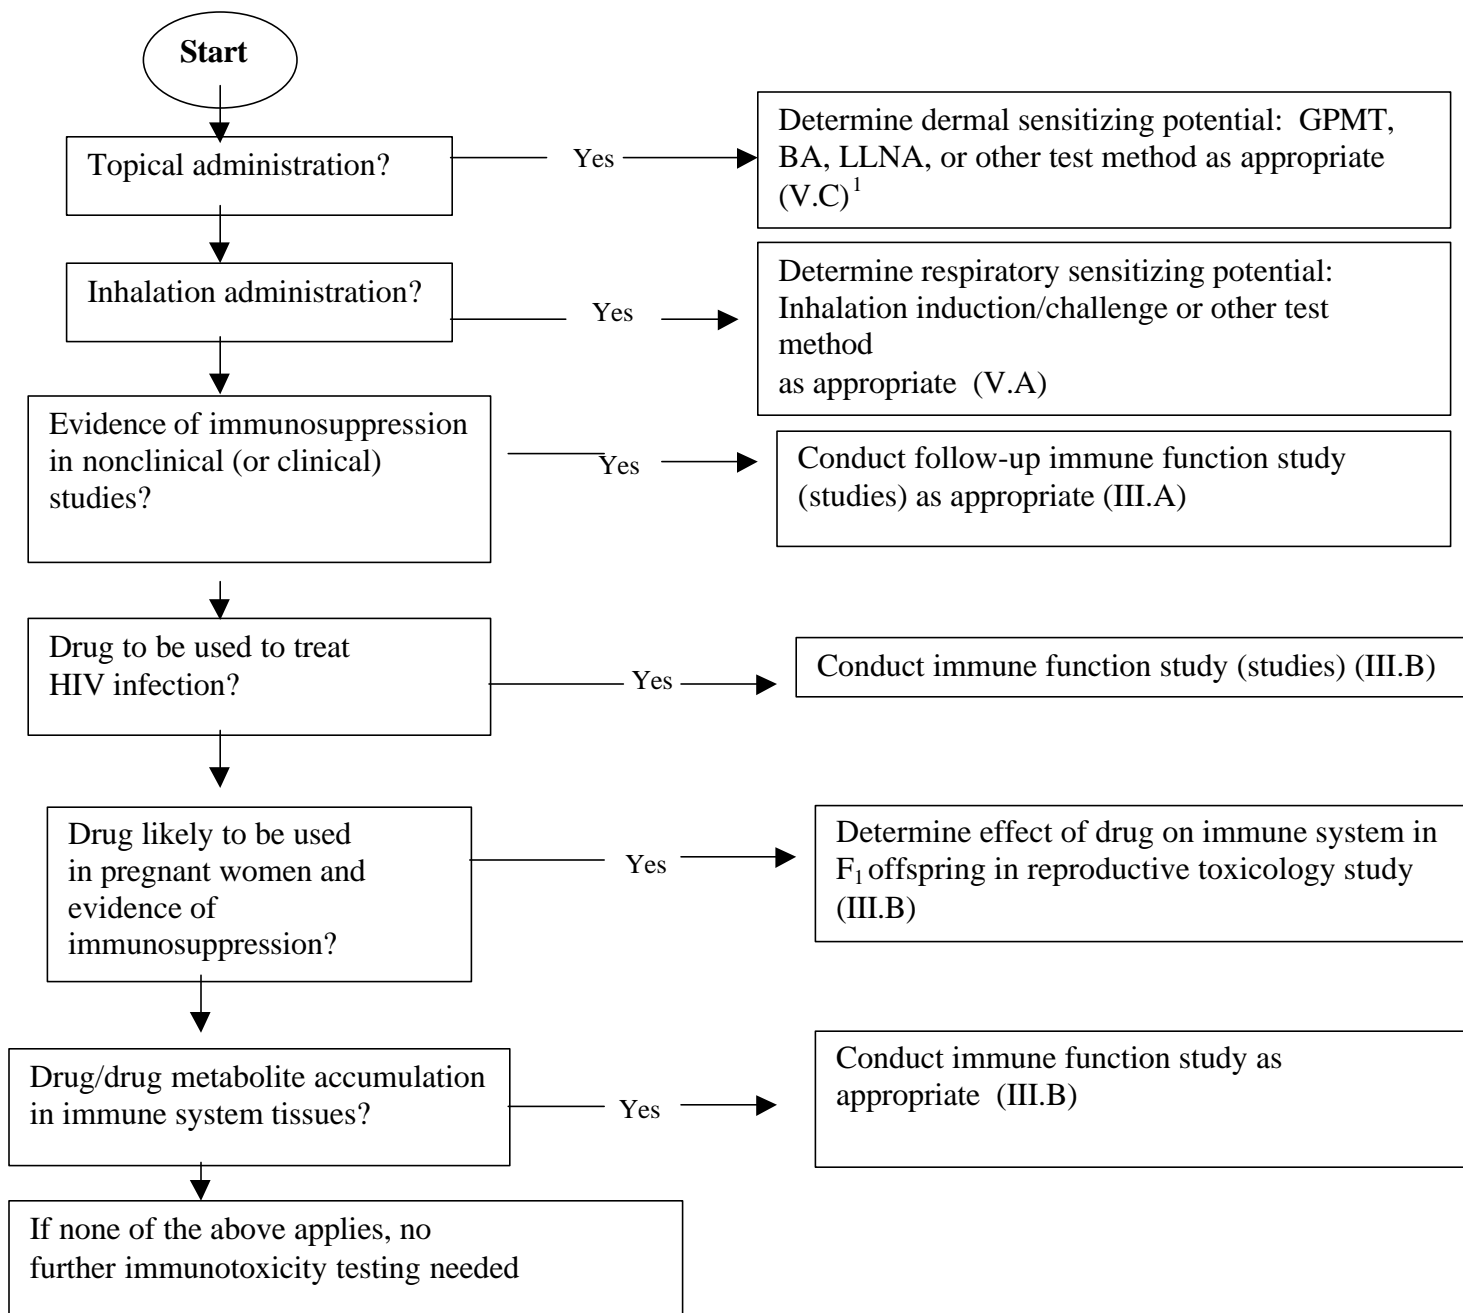 Start
Topical administration?
Yes
Determine dermal sensitizing potential:  GPMT,
BA, LLNA, or other test method as appropriate
(V.C)1
Inhalation administration?
Yes
Determine respiratory sensitizing potential:
Inhalation induction/challenge or other test
method
as appropriate  (V.A)
Evidence of immunosuppression
in nonclinical (or clinical)
studies?
Yes
Conduct follow-up immune function study
(studies) as appropriate (III.A)
Drug to be used to treat
HIV infection?
Yes
Conduct immune function study (studies) (III.B)
Drug likely to be used
in pregnant women and
evidence of
immunosuppression?
Yes
Determine effect of drug on immune system in
F1 offspring in reproductive toxicology study
(III.B)
Drug/drug metabolite accumulation
in immune system tissues?
Yes
Conduct immune function study as
appropriate  (III.B)
If none of the above applies, no
further immunotoxicity testing needed